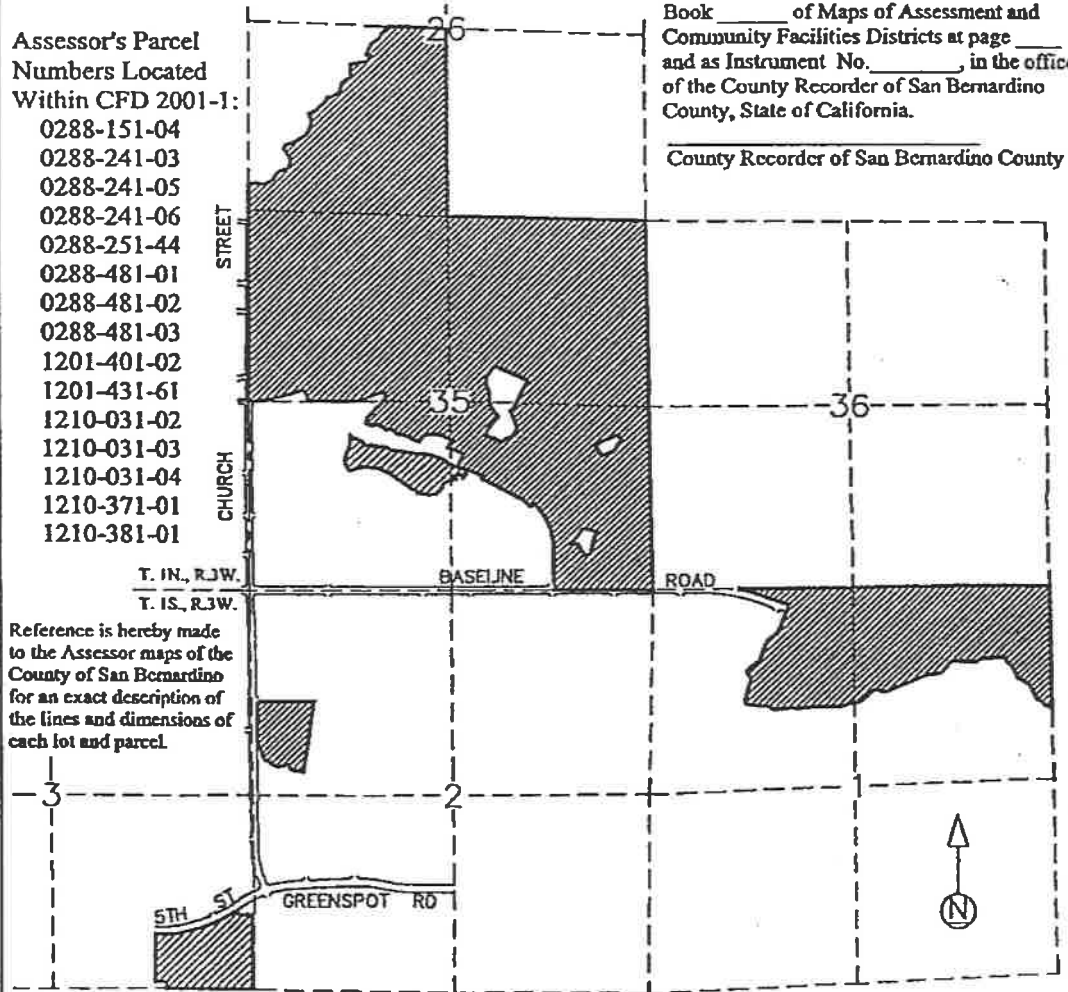 Assessor's Parcel
Numbers Located
Within CFD 2001-1:
0288-151-04
0288-241-03
0288-241-05
0288-241-06
0288-251-44
0288-481-01
0288-481-02
0288-481-03
1201-401-02
1201-431-61
1210-031-02
1210-031-03
1210-031-04
1210-371-01
1210-381-01
Book ______ of Maps of Assessment and
Community Facilities Districts at page ____
and as Instrument No. ________, in the office
of the County Recorder of San Bernardino
County, State of California.
County Recorder of San Bernardino County
26
STREET
35
36
CHURCH
T. 1N., R.3W.
BASELINE ROAD
T. 1S., R.3W.
Reference is hereby made
to the Assessor maps of the
County of San Bernardino
for an exact description of
the lines and dimensions of
each lot and parcel.
3
2
1
5TH ST
GREENSPOT RD
N